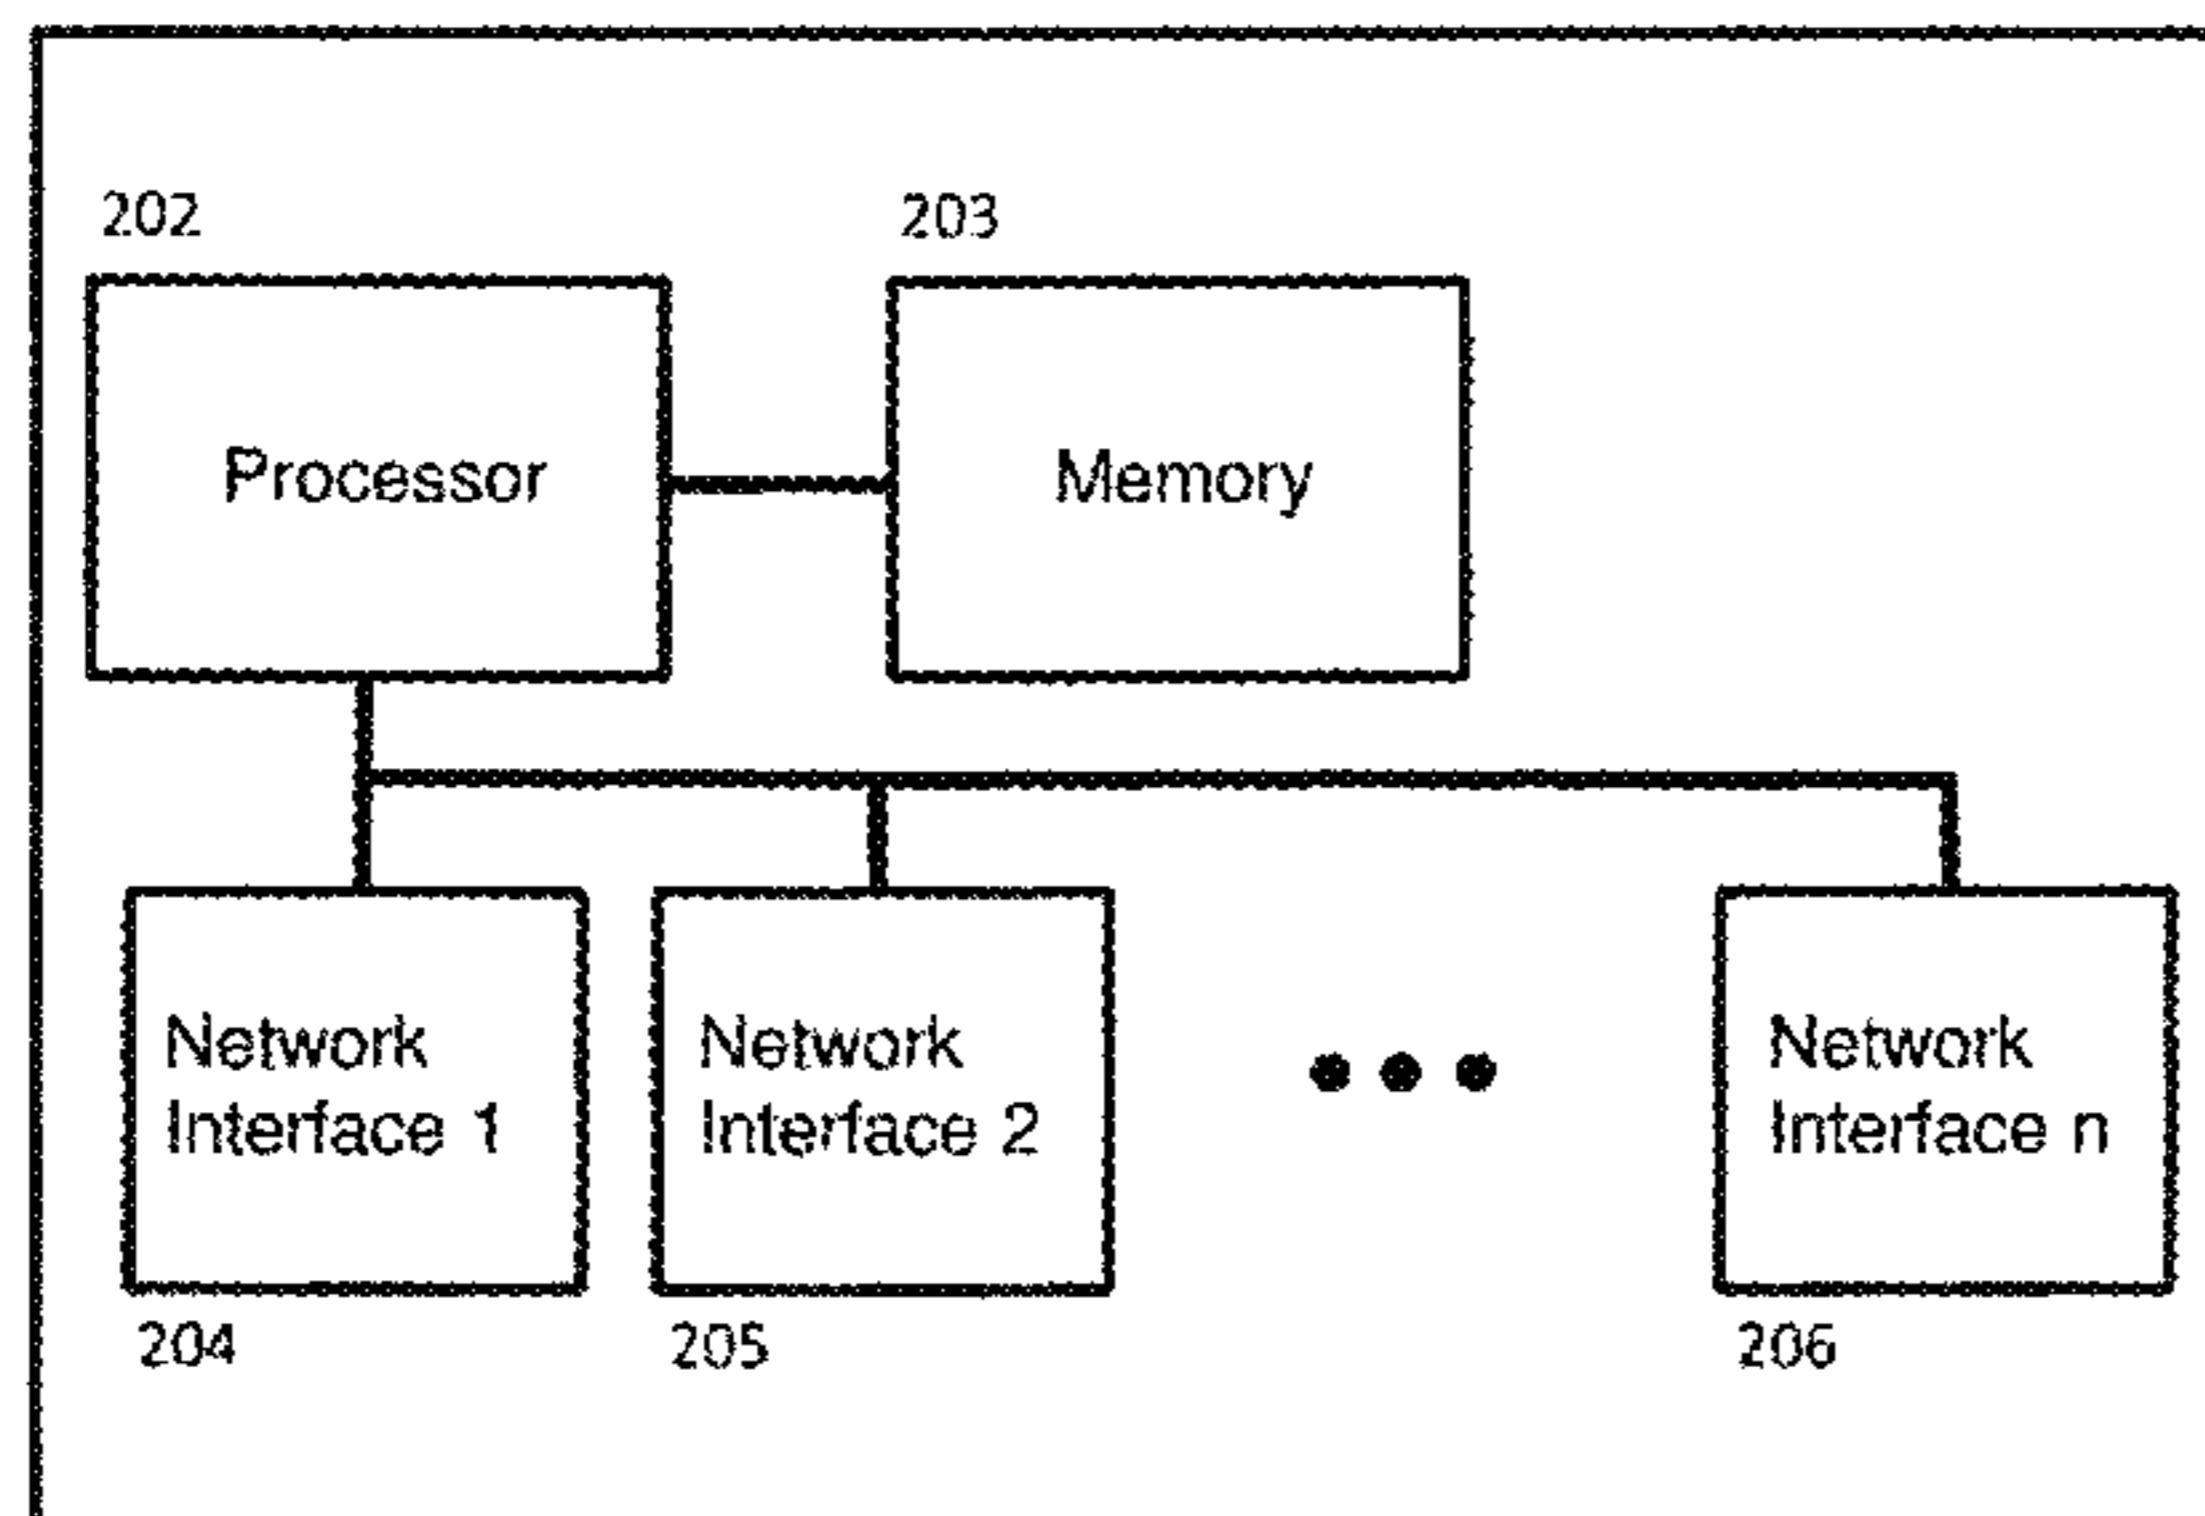 202
203
Processor
Memory
Network
Interface 1
Network
Interface 2
Network
Interface n
204
205
206